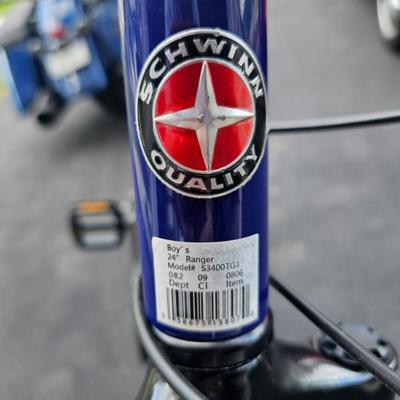 SCHWINN
QUALITY
Boy's
24" Ranger
Model# S3400TGT
082 09 0806
Dept Cl Item